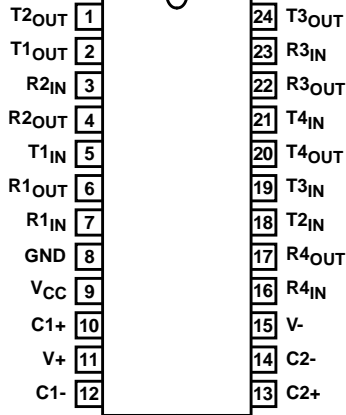 T2OUT 1 24 T3OUT
T1OUT 2 23 R3IN
R2IN 3 22 R3OUT
R2OUT 4 21 T4IN
T1IN 5 20 T4OUT
R1OUT 6 19 T3IN
R1IN 7 18 T2IN
GND 8 17 R4OUT
VCC 9 16 R4IN
C1+ 10 15 V-
V+ 11 14 C2-
C1- 12 13 C2+